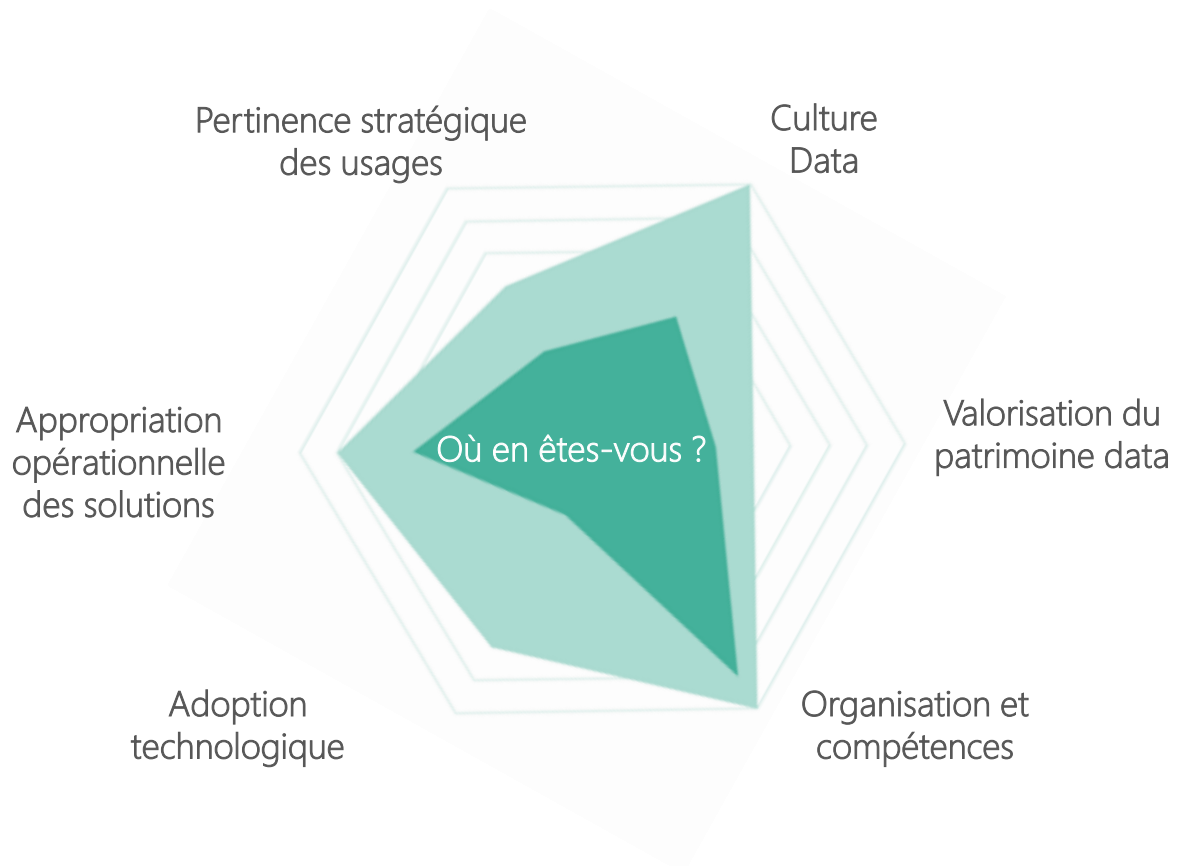 Pertinence stratégique
des usages
Culture
Data
Appropriation
opérationnelle
des solutions
Où en êtes-vous ?
Valorisation du
patrimoine data
Adoption
technologique
Organisation et
compétences